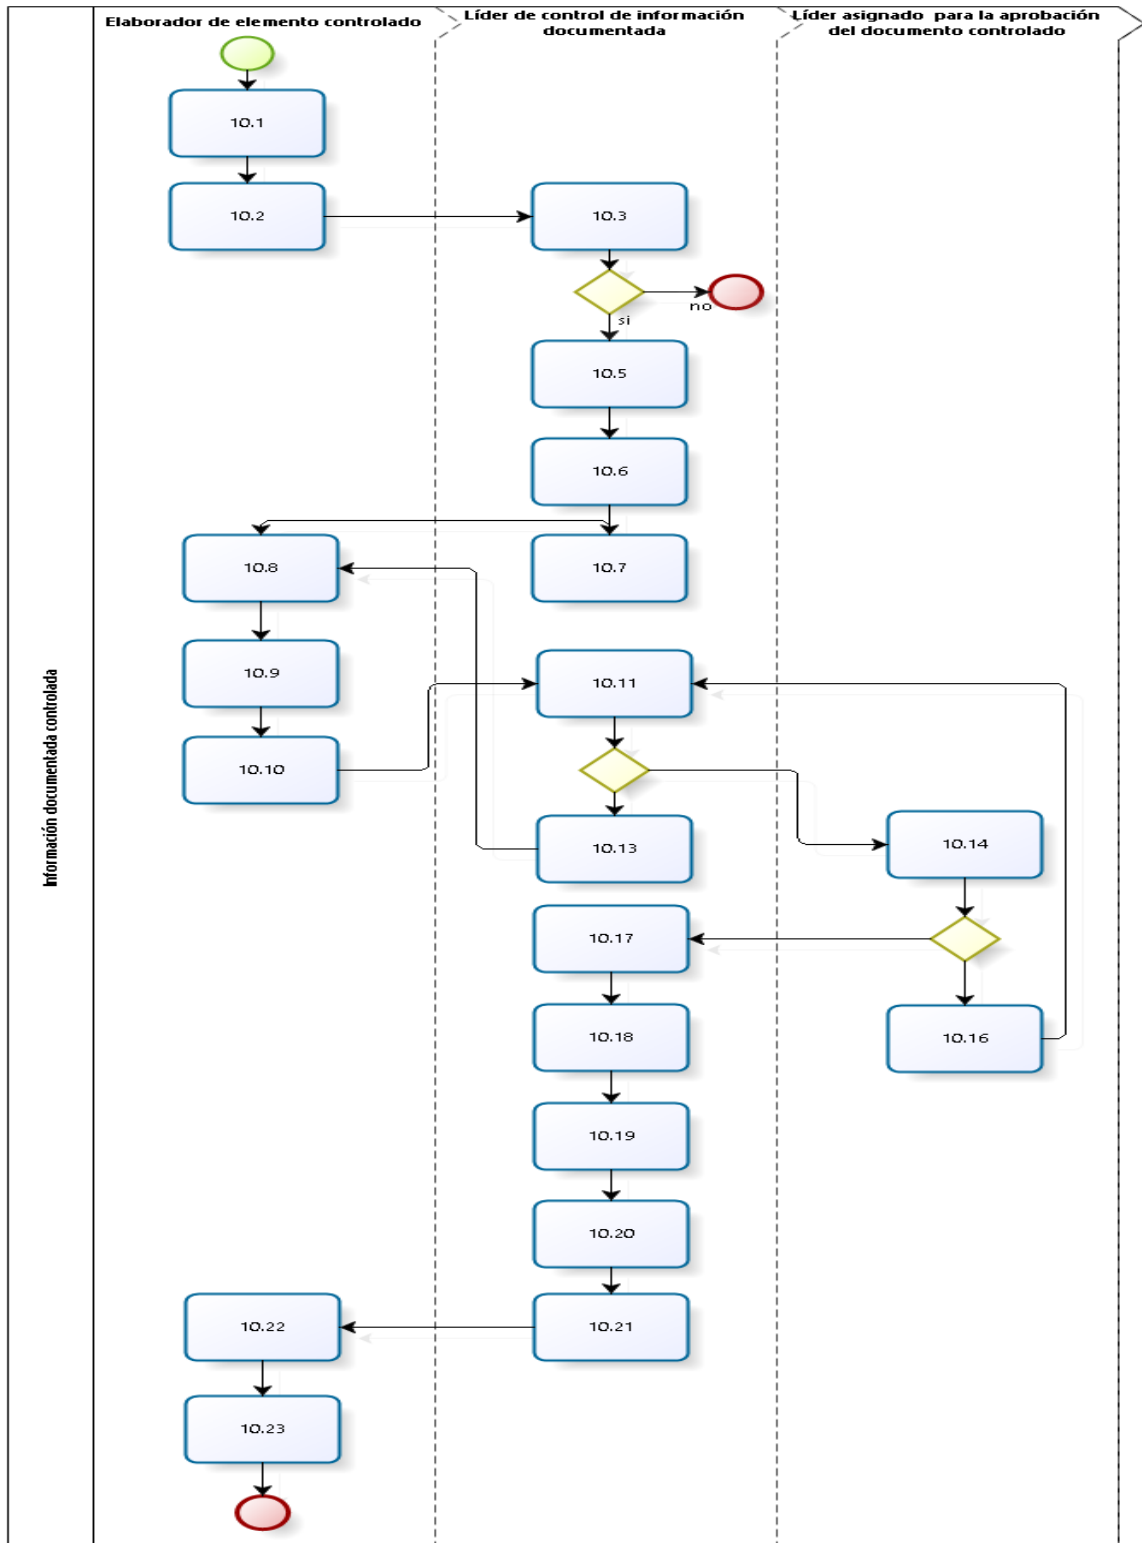 Elaborador de elemento controlado
Líder de control de información
documentada
Líder asignado para la aprobación
del documento controlado
Información documentada controlada
10.1
10.2
10.3
no
si
10.5
10.6
10.8
10.7
10.9
10.11
10.10
10.13
10.14
10.17
10.18
10.16
10.19
10.20
10.22
10.21
10.23